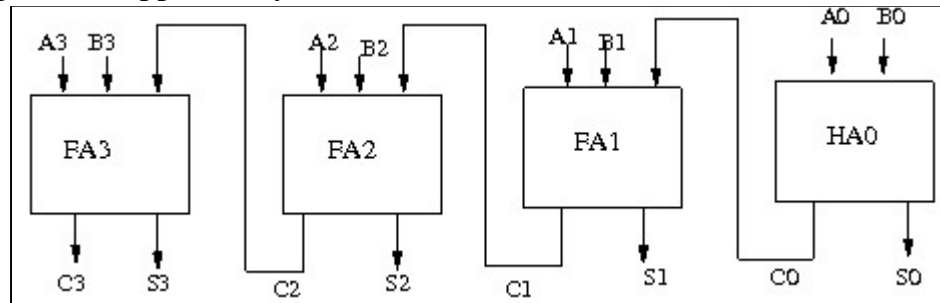 A3 B3 A2 B2 A1 B1 A0 B0
FA3 FA2 FA1 HA0
C3 S3 C2 S2 C1 S1 C0 S0